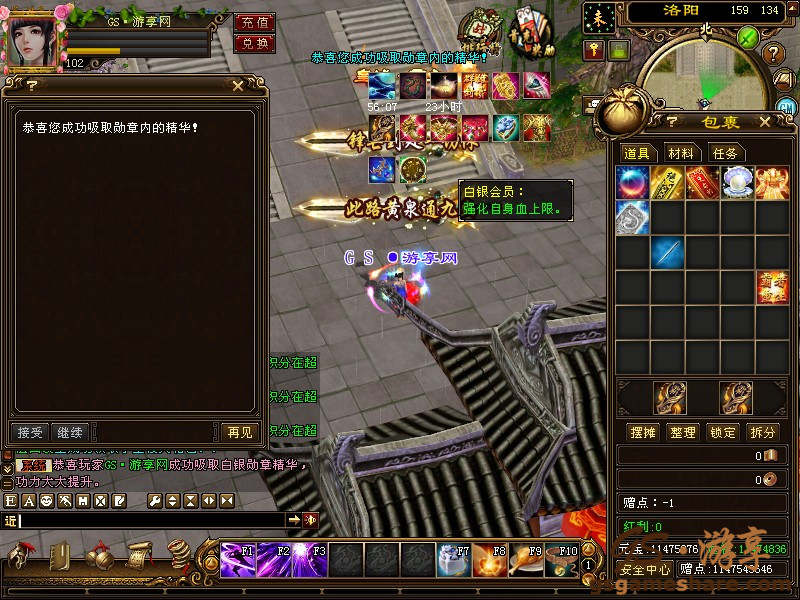 GS·游享网
102
充值
兑换
洛阳
159 134
北
恭喜您成功吸取勋章内的精华!
56:07
23小时
恭喜您成功吸取勋章内的精华!
白银会员:
强化自身血上限。
此路黄泉通九
GS●游享网
包裹
道具
材料
任务
积分在超
积分在超
积分在超
接受
继续
再见
恭喜玩家GS·游享网成功吸取白银勋章精华,
功力大大提升。
近
F1
F2
F3
F7
F8
F9
F10
1
摆摊
整理
锁定
拆分
0
0
赠点:-1
红利:0
安全中心
游享
gsgameshare.com